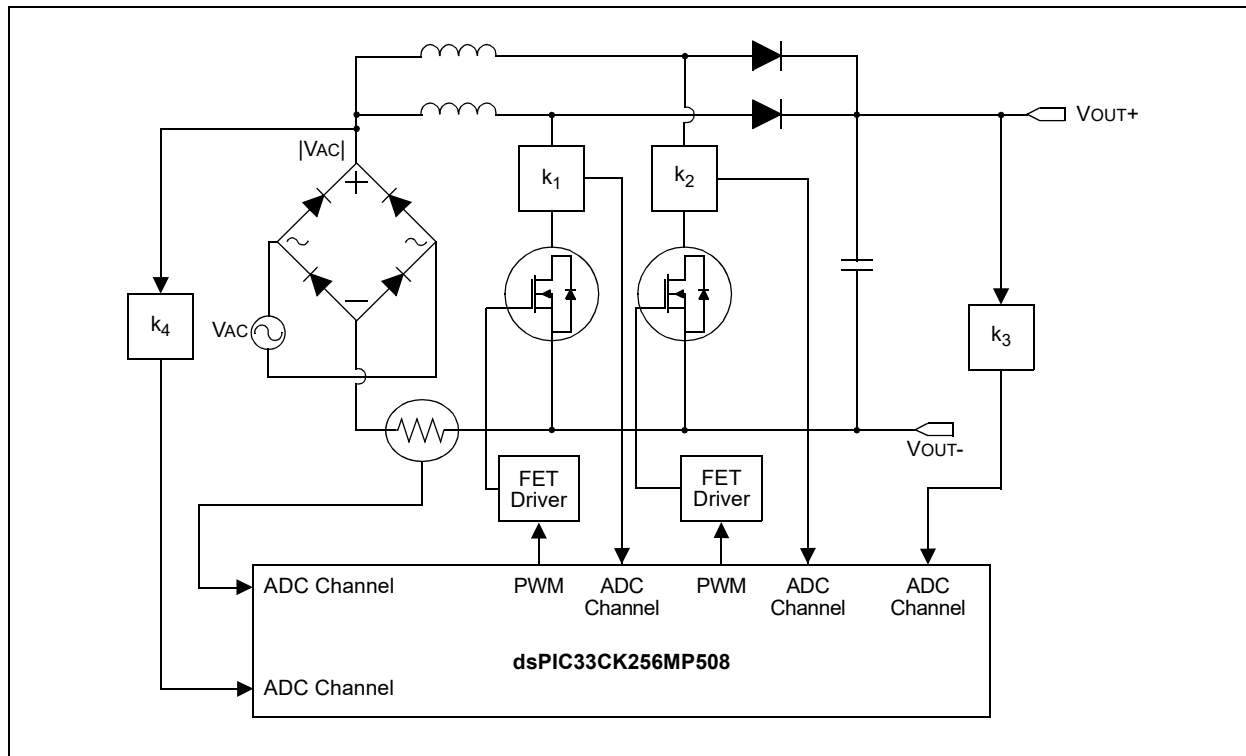 VOUT+
|VAC|
+
k1
k2
∼
∼
−
k4
VAC
k3
VOUT-
FET
Driver
FET
Driver
ADC Channel
PWM
ADC
Channel
PWM
ADC
Channel
ADC
Channel
dsPIC33CK256MP508
ADC Channel